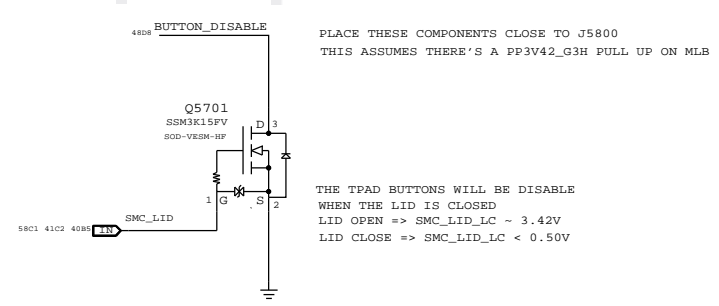 48D8 BUTTON_DISABLE
PLACE THESE COMPONENTS CLOSE TO J5800
THIS ASSUMES THERE'S A PP3V42_G3H PULL UP ON MLB
Q5701
SSM3K15FV
SOD-VESM-HF
D 3
1 G
S 2
THE TPAD BUTTONS WILL BE DISABLE
WHEN THE LID IS CLOSED
LID OPEN => SMC_LID_LC ~ 3.42V
LID CLOSE => SMC_LID_LC < 0.50V
SMC_LID
58C1 41C2 40B5 IN